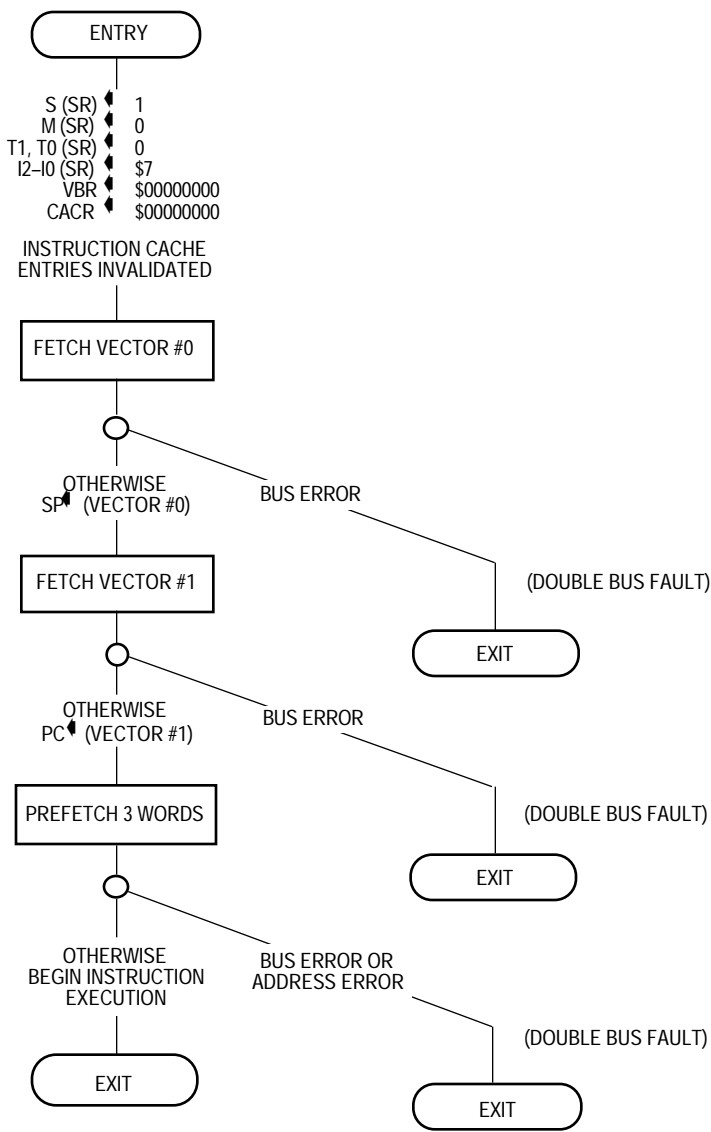 ENTRY
S (SR) 1
M (SR) 0
T1, T0 (SR) 0
I2–I0 (SR) $7
VBR $00000000
CACR $00000000
INSTRUCTION CACHE
ENTRIES INVALIDATED
FETCH VECTOR #0
OTHERWISE
SP (VECTOR #0)
BUS ERROR
(DOUBLE BUS FAULT)
EXIT
FETCH VECTOR #1
OTHERWISE
PC (VECTOR #1)
BUS ERROR
(DOUBLE BUS FAULT)
EXIT
PREFETCH 3 WORDS
OTHERWISE
BEGIN INSTRUCTION
EXECUTION
BUS ERROR OR
ADDRESS ERROR
(DOUBLE BUS FAULT)
EXIT
EXIT